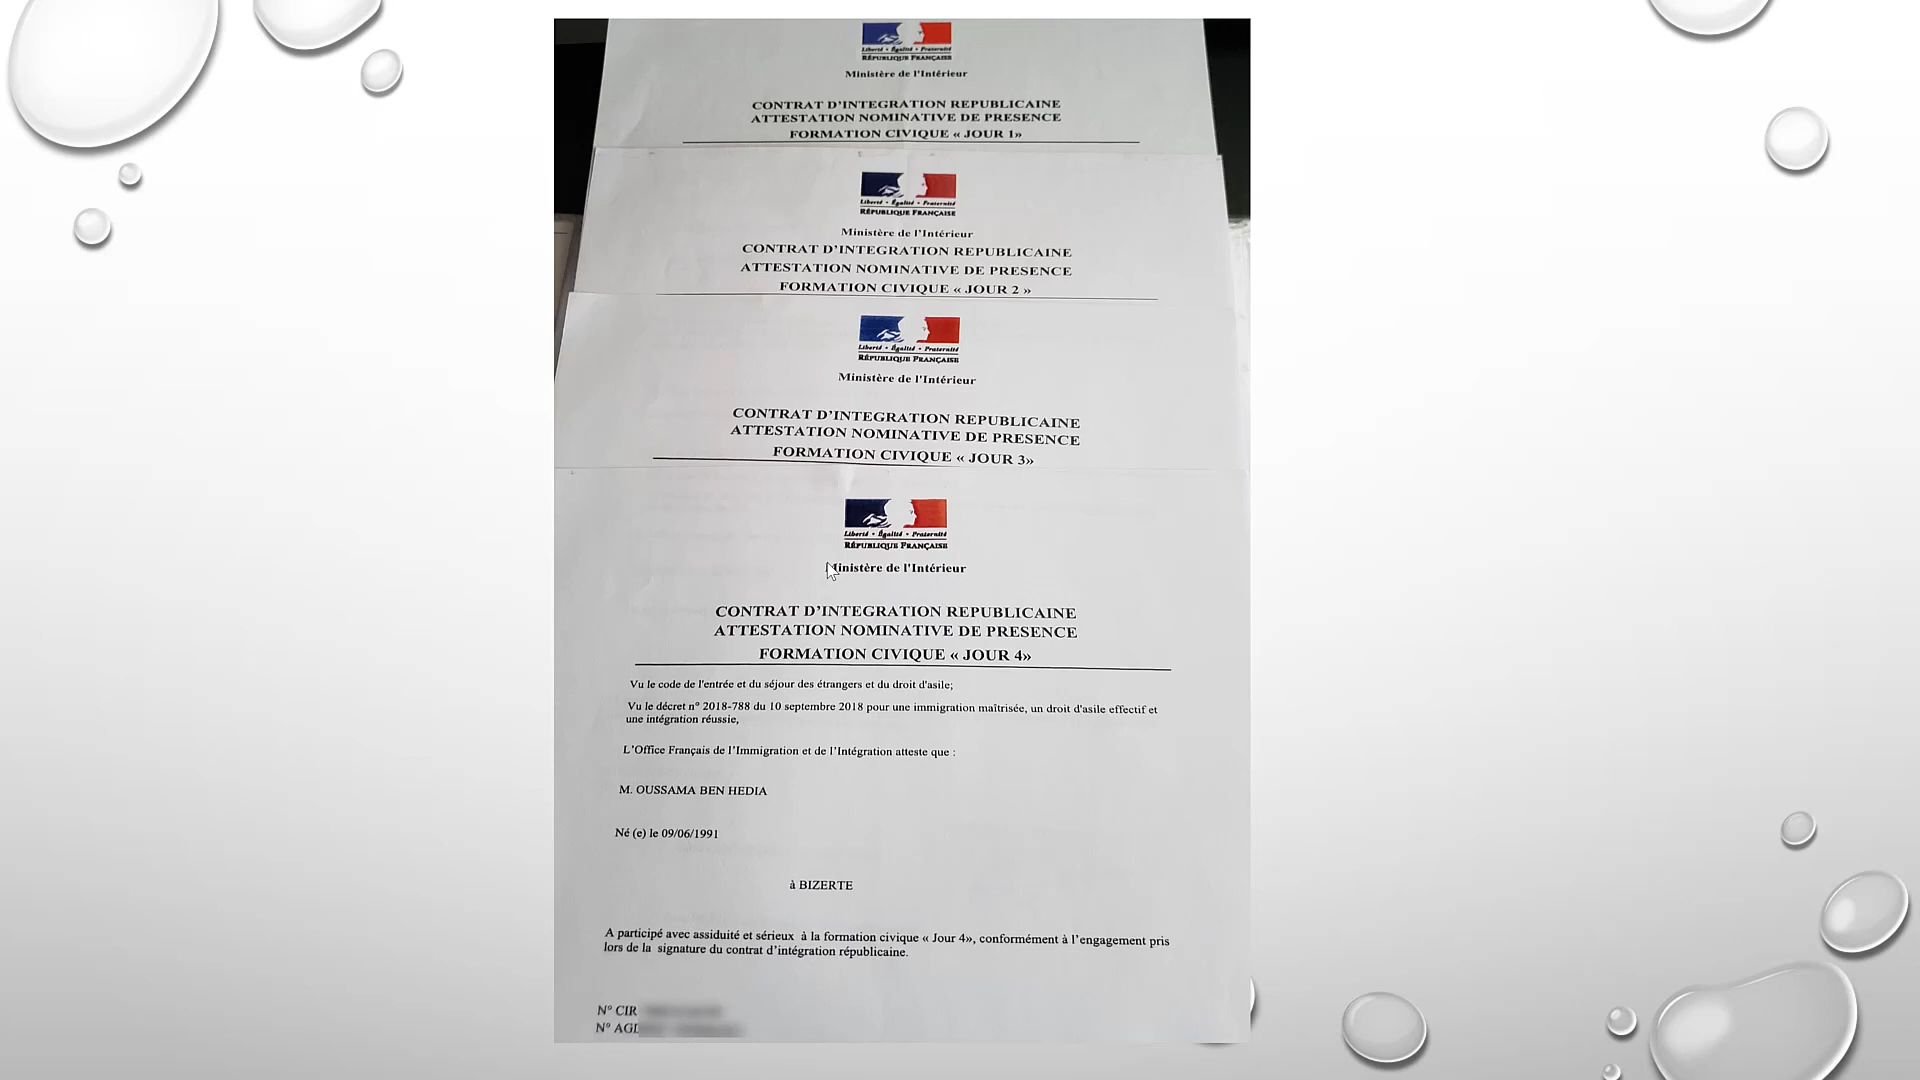 Liberté • Égalité • Fraternité
RÉPUBLIQUE FRANÇAISE
Ministère de l'Intérieur
CONTRAT D'INTEGRATION REPUBLICAINE
ATTESTATION NOMINATIVE DE PRESENCE
FORMATION CIVIQUE « JOUR 1»
Liberté • Égalité • Fraternité
RÉPUBLIQUE FRANÇAISE
Ministère de l'Intérieur
CONTRAT D'INTEGRATION REPUBLICAINE
ATTESTATION NOMINATIVE DE PRESENCE
FORMATION CIVIQUE « JOUR 2 »
Liberté • Égalité • Fraternité
RÉPUBLIQUE FRANÇAISE
Ministère de l'Intérieur
CONTRAT D'INTEGRATION REPUBLICAINE
ATTESTATION NOMINATIVE DE PRESENCE
FORMATION CIVIQUE « JOUR 3»
Liberté • Égalité • Fraternité
RÉPUBLIQUE FRANÇAISE
Ministère de l'Intérieur
CONTRAT D'INTEGRATION REPUBLICAINE
ATTESTATION NOMINATIVE DE PRESENCE
FORMATION CIVIQUE « JOUR 4»
Vu le code de l'entrée et du séjour des étrangers et du droit d'asile;
Vu le décret n° 2018-788 du 10 septembre 2018 pour une immigration maîtrisée, un droit d'asile effectif et
une intégration réussie,
L'Office Français de l'Immigration et de l'Intégration atteste que :
M. OUSSAMA BEN HEDIA
Né (e) le 09/06/1991
à BIZERTE
A participé avec assiduité et sérieux à la formation civique « Jour 4», conformément à l'engagement pris
lors de la signature du contrat d'intégration républicaine.
N° CIR
N°